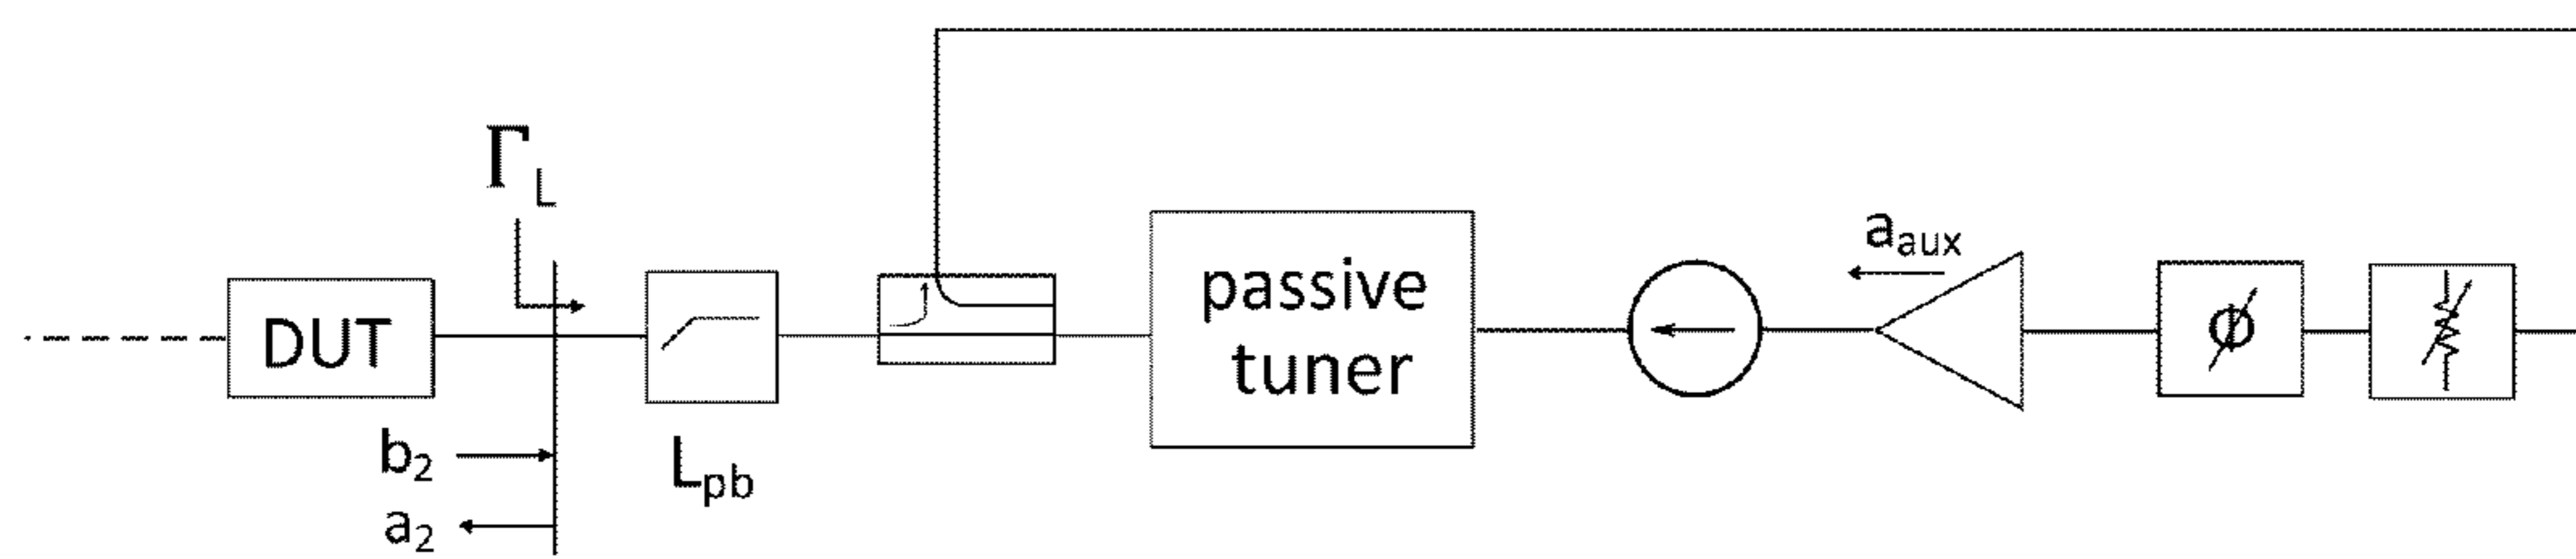 Γ_L
a_aux
DUT
passive
tuner
ϕ
b_2
L_pb
a_2